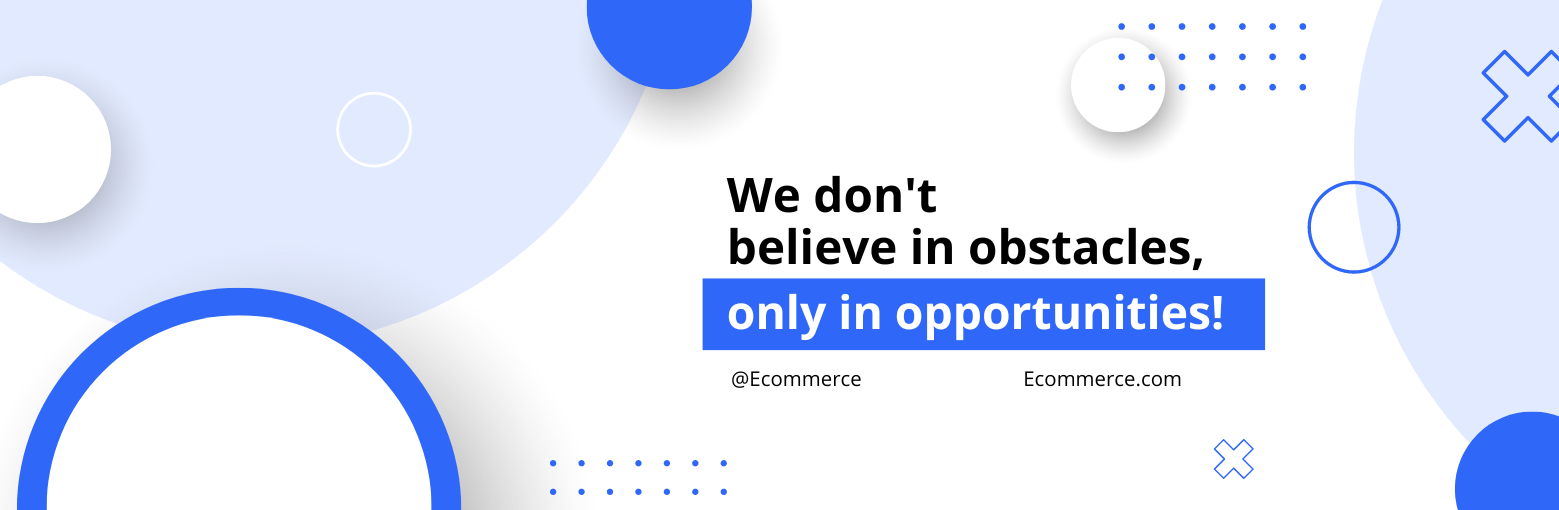 We don't
believe in obstacles,
only in opportunities!
@Ecommerce
Ecommerce.com